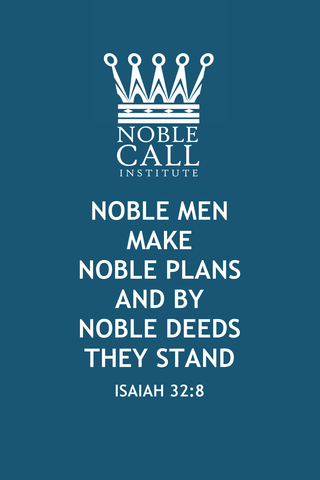 NOBLE
CALL
INSTITUTE
NOBLE MEN
MAKE
NOBLE PLANS
AND BY
NOBLE DEEDS
THEY STAND
ISAIAH 32:8